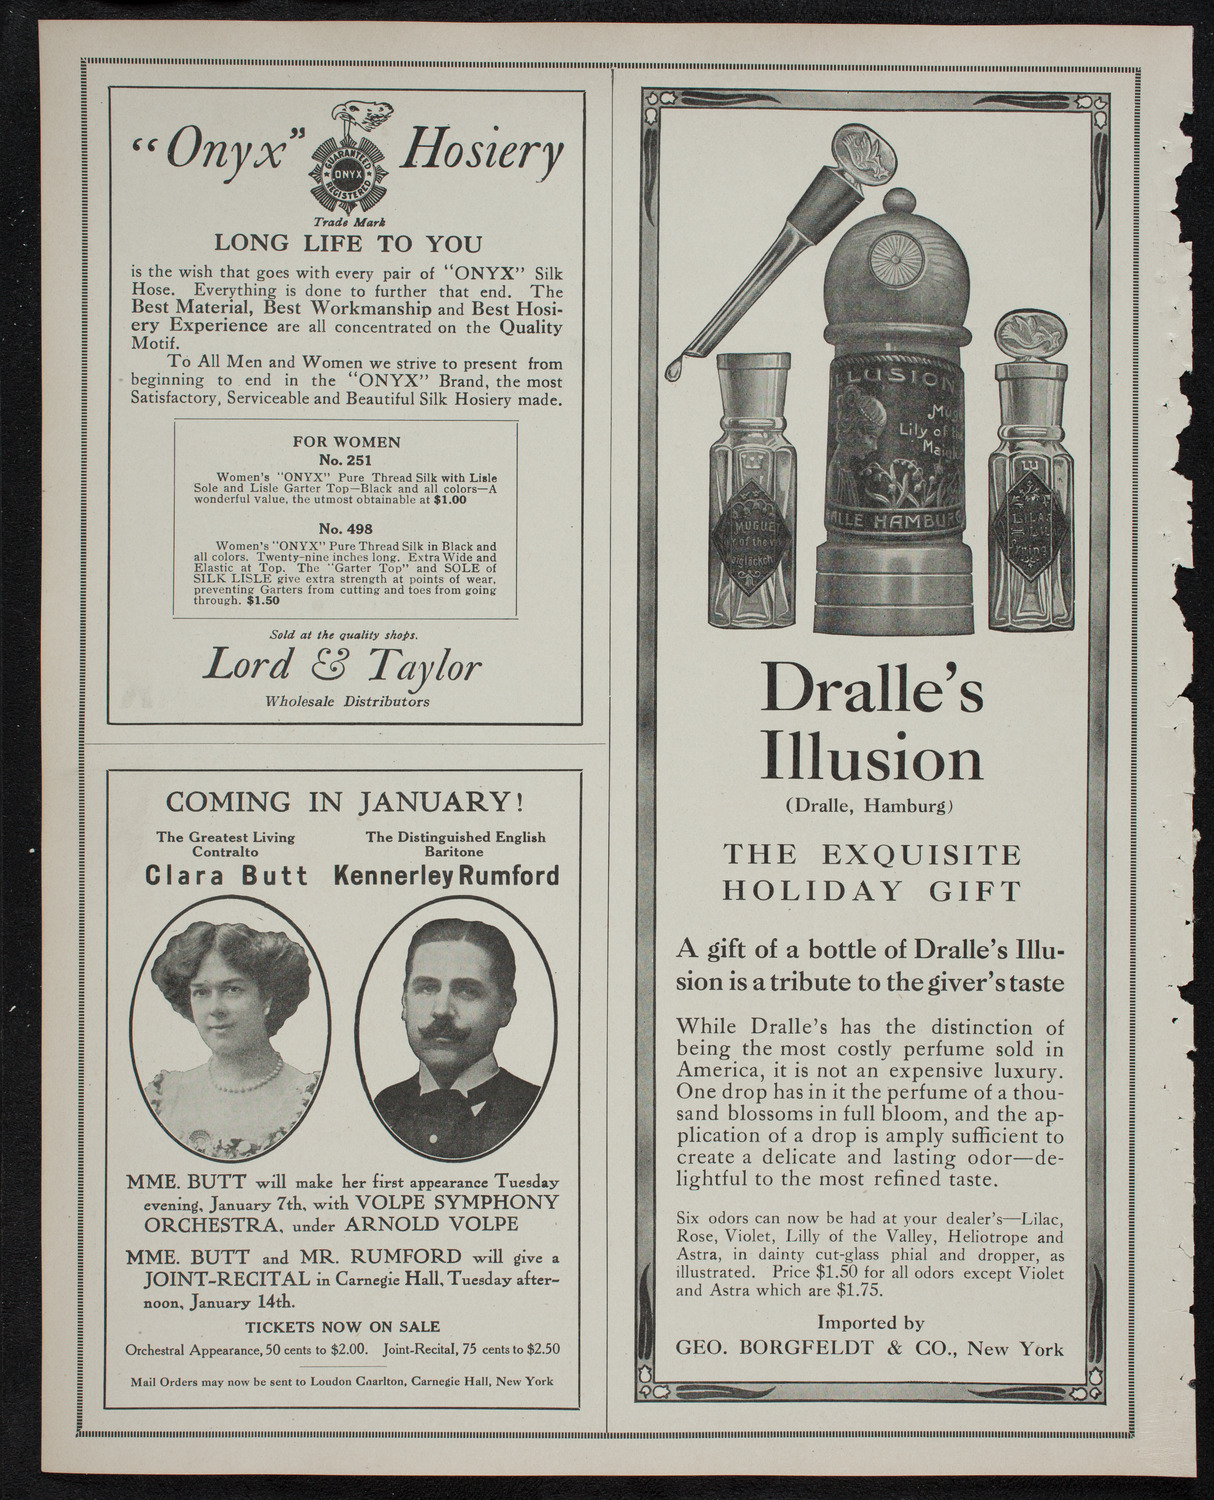 "Onyx" Hosiery
GUARANTEED
ONYX
REGISTERED
Trade Mark
LONG LIFE TO YOU
is the wish that goes with every pair of "ONYX" Silk
Hose. Everything is done to further that end. The
Best Material, Best Workmanship and Best Hosi-
ery Experience are all concentrated on the Quality
Motif.
To All Men and Women we strive to present from
beginning to end in the "ONYX" Brand, the most
Satisfactory, Serviceable and Beautiful Silk Hosiery made.
FOR WOMEN
No. 251
Women's "ONYX" Pure Thread Silk with Lisle
Sole and Lisle Garter Top—Black and all colors—A
wonderful value, the utmost obtainable at $1.00
No. 498
Women's "ONYX" Pure Thread Silk in Black and
all colors. Twenty-nine inches long. Extra Wide and
Elastic at Top. The "Garter Top" and SOLE of
SILK LISLE give extra strength at points of wear,
preventing Garters from cutting and toes from going
through. $1.50
Sold at the quality shops.
Lord & Taylor
Wholesale Distributors
COMING IN JANUARY!
The Greatest Living
Contralto
Clara Butt
The Distinguished English
Baritone
Kennerley Rumford
MME. BUTT will make her first appearance Tuesday
evening, January 7th, with VOLPE SYMPHONY
ORCHESTRA, under ARNOLD VOLPE
MME. BUTT and MR. RUMFORD will give a
JOINT-RECITAL in Carnegie Hall, Tuesday after-
noon, January 14th.
TICKETS NOW ON SALE
Orchestral Appearance, 50 cents to $2.00. Joint-Recital, 75 cents to $2.50
Mail Orders may now be sent to Loudon Cnarlton, Carnegie Hall, New York
ILLUSION
Lily of
HAMBURG
MUGUE
Dralle's
Illusion
(Dralle, Hamburg)
THE EXQUISITE
HOLIDAY GIFT
A gift of a bottle of Dralle's Illu-
sion is a tribute to the giver's taste
While Dralle's has the distinction of
being the most costly perfume sold in
America, it is not an expensive luxury.
One drop has in it the perfume of a thou-
sand blossoms in full bloom, and the ap-
plication of a drop is amply sufficient to
create a delicate and lasting odor—de-
lightful to the most refined taste.
Six odors can now be had at your dealer's—Lilac,
Rose, Violet, Lilly of the Valley, Heliotrope and
Astra, in dainty cut-glass phial and dropper, as
illustrated. Price $1.50 for all odors except Violet
and Astra which are $1.75.
Imported by
GEO. BORGFELDT & CO., New York